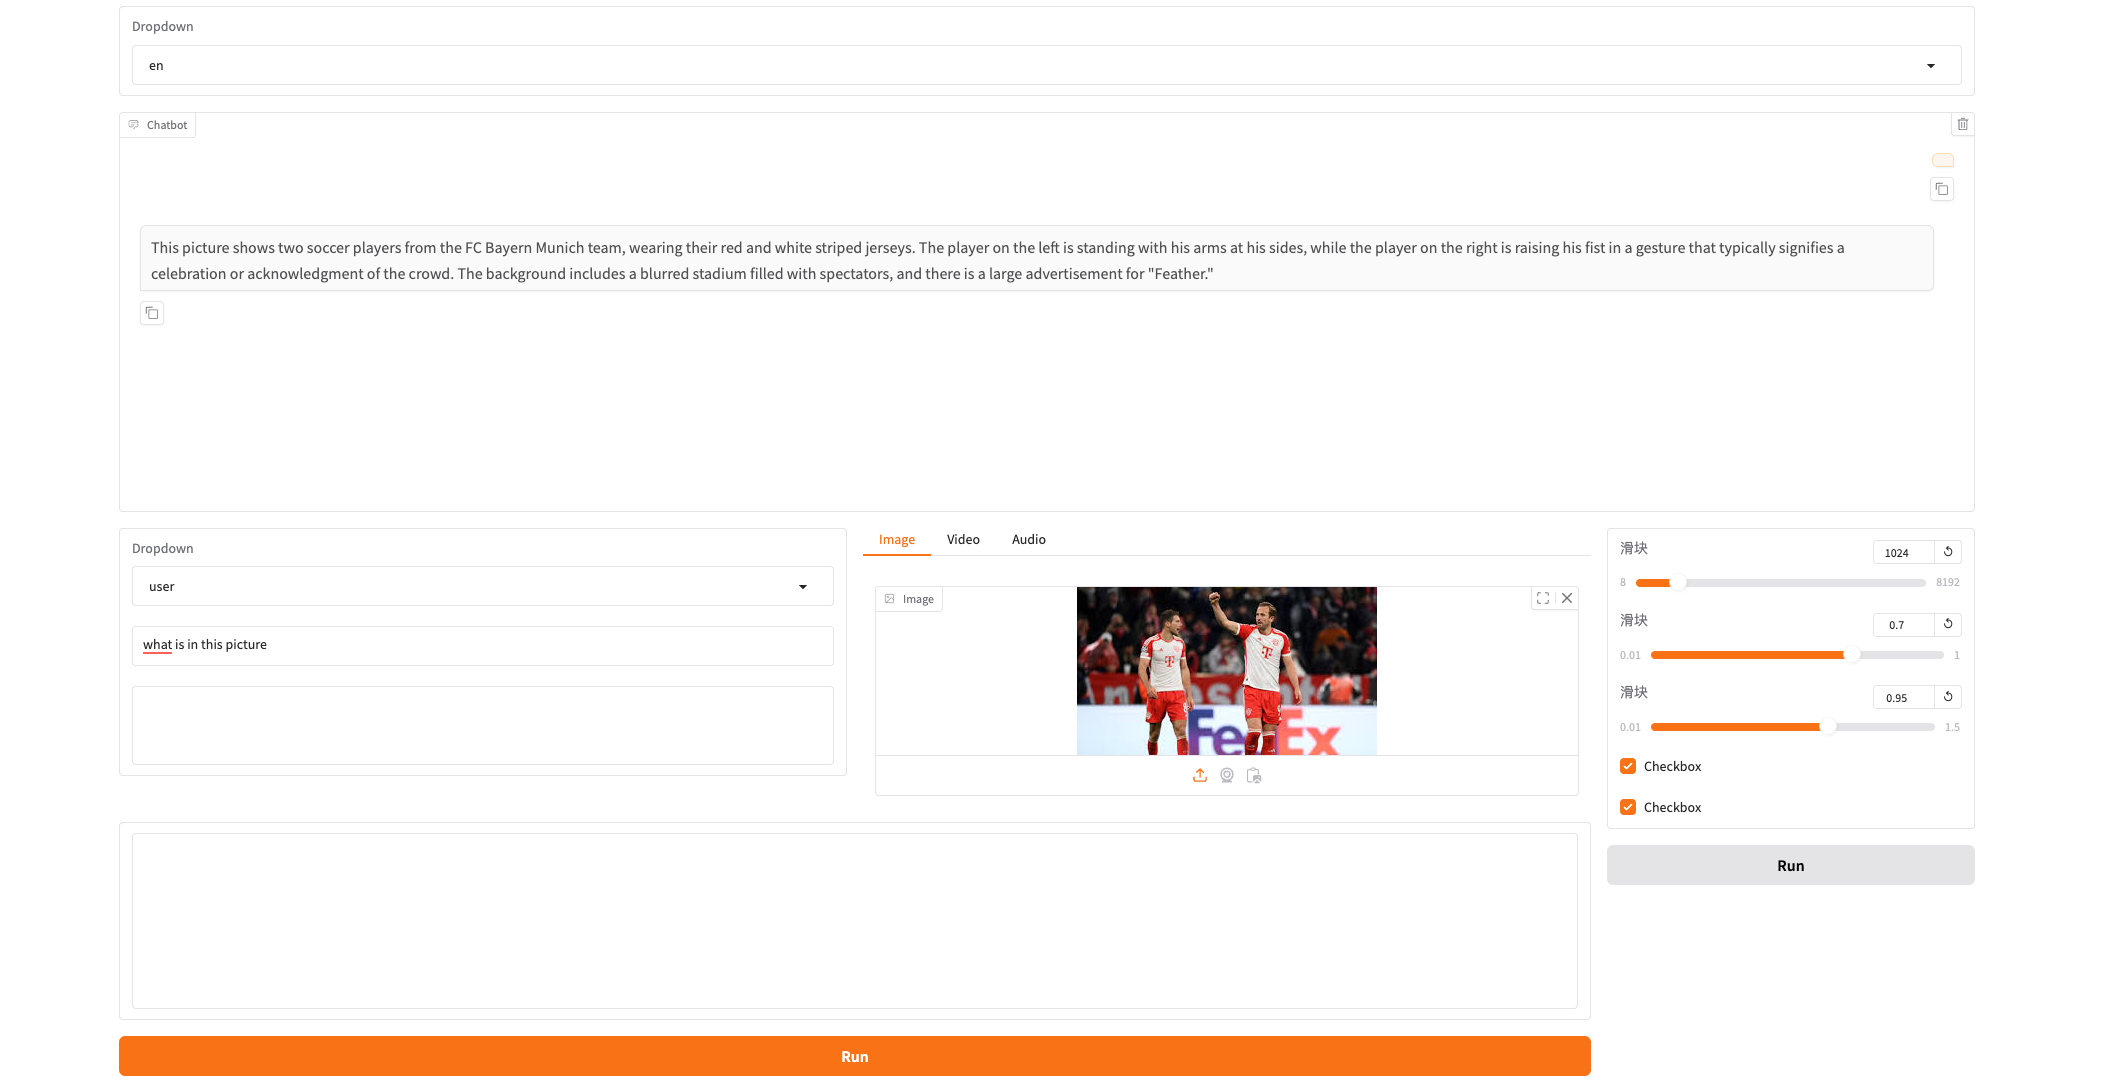 Dropdown
en
Chatbot
This picture shows two soccer players from the FC Bayern Munich team, wearing their red and white striped jerseys. The player on the left is standing with his arms at his sides, while the player on the right is raising his fist in a gesture that typically signifies a
celebration or acknowledgment of the crowd. The background includes a blurred stadium filled with spectators, and there is a large advertisement for "Feather."
Dropdown
user
what is in this picture
Image
Video
Audio
Image
T
T
FedEx
滑块
1024
8
8192
滑块
0.7
0.01
1
滑块
0.95
0.01
1.5
Checkbox
Checkbox
Run
Run